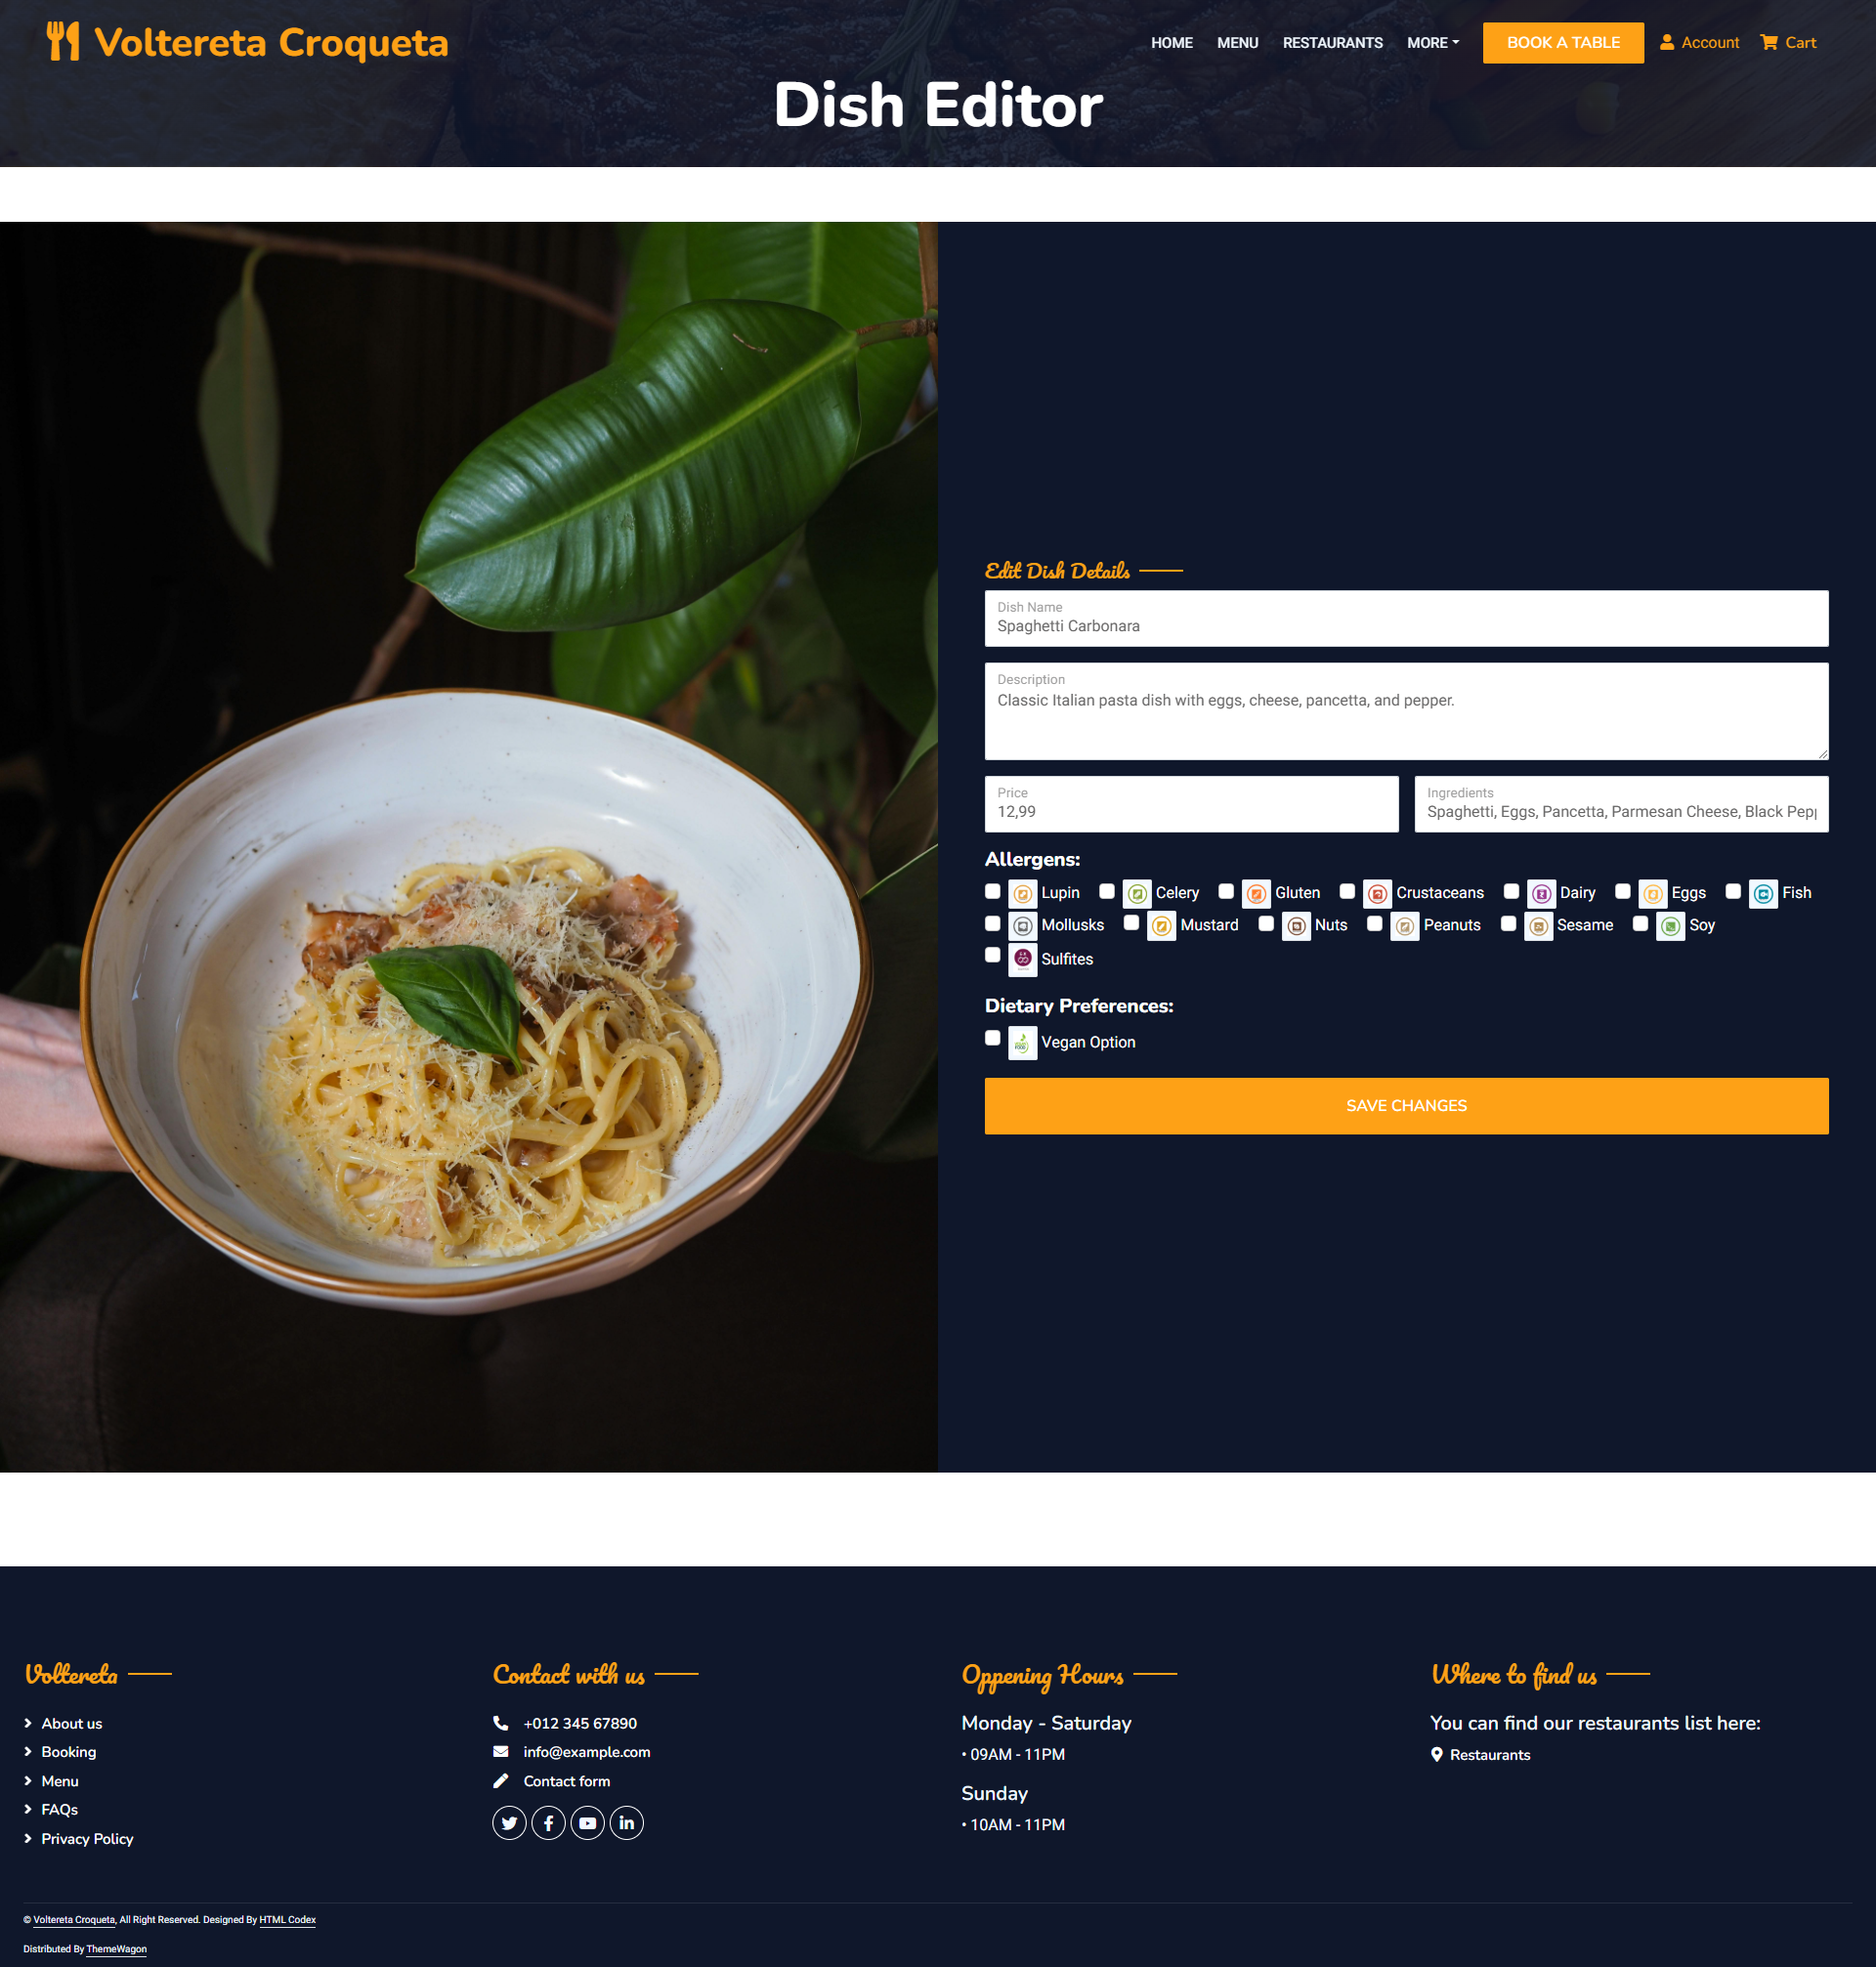 Voltereta Croqueta
HOME MENU RESTAURANTS MORE BOOK A TABLE Account Cart
Dish Editor
Edit Dish Details
Dish Name
Spaghetti Carbonara
Description
Classic Italian pasta dish with eggs, cheese, pancetta, and pepper.
Price
12,99
Ingredients
Spaghetti, Eggs, Pancetta, Parmesan Cheese, Black Pepp
Allergens:
Lupin Celery Gluten Crustaceans Dairy Eggs Fish
Mollusks Mustard Nuts Peanuts Sesame Soy
Sulfites
Dietary Preferences:
Vegan Option
SAVE CHANGES
Voltereta
About us
Booking
Menu
FAQs
Privacy Policy
Contact with us
+012 345 67890
info@example.com
Contact form
Oppening Hours
Monday - Saturday
• 09AM - 11PM
Sunday
• 10AM - 11PM
Where to find us
You can find our restaurants list here:
Restaurants
© Voltereta Croqueta, All Right Reserved. Designed By HTML Codex
Distributed By ThemeWagon